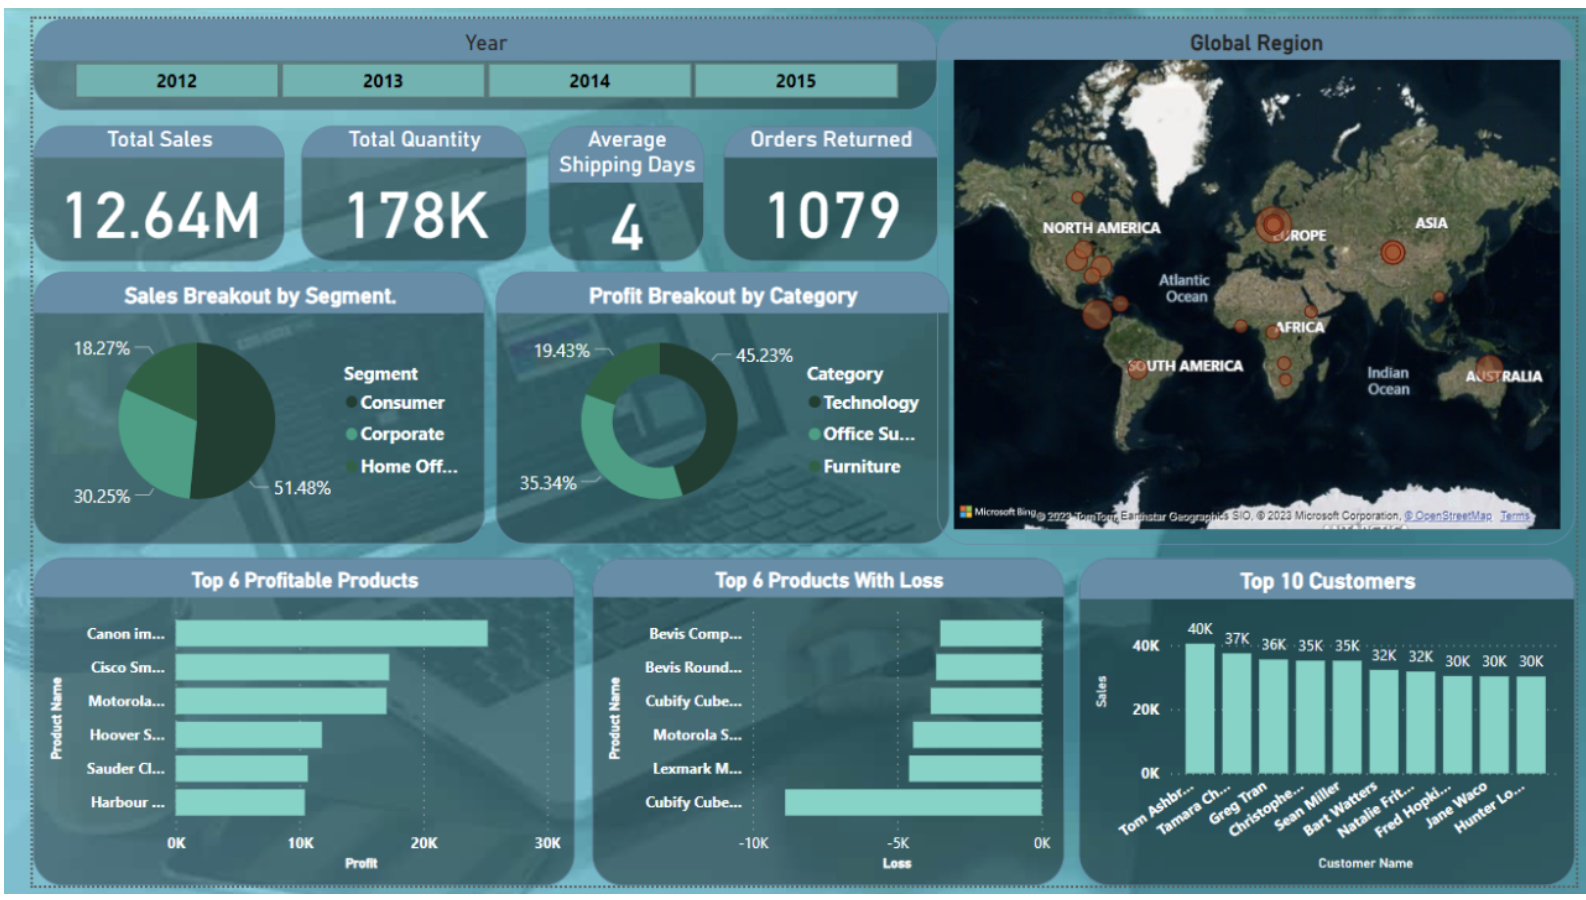 Year
2012 2013 2014 2015
Total Sales
12.64M
Total Quantity
178K
Average
Shipping Days
4
Orders Returned
1079
Global Region
NORTH AMERICA
EUROPE
ASIA
Atlantic
Ocean
AFRICA
SOUTH AMERICA
Indian
Ocean
AUSTRALIA
Microsoft Bing
© 2023 TomTom, Earthstar Geographics SIO, © 2023 Microsoft Corporation, © OpenStreetMap Terms
Sales Breakout by Segment.
18.27%
30.25%
51.48%
Segment
Consumer
Corporate
Home Off...
Profit Breakout by Category
19.43%
45.23%
35.34%
Category
Technology
Office Su...
Furniture
Top 6 Profitable Products
Product Name
Canon im...
Cisco Sm...
Motorola...
Hoover S...
Sauder Cl...
Harbour ...
0K 10K 20K 30K
Profit
Top 6 Products With Loss
Product Name
Bevis Comp...
Bevis Round...
Cubify Cube...
Motorola S...
Lexmark M...
Cubify Cube...
-10K -5K 0K
Loss
Top 10 Customers
Sales
40K
20K
0K
40K 37K 36K 35K 35K 32K 32K 30K 30K 30K
Tom Ashbr...
Tamara Ch...
Greg Tran
Christophe...
Sean Miller
Bart Watters
Natalie Frit...
Fred Hopki...
Jane Waco
Hunter Lo...
Customer Name